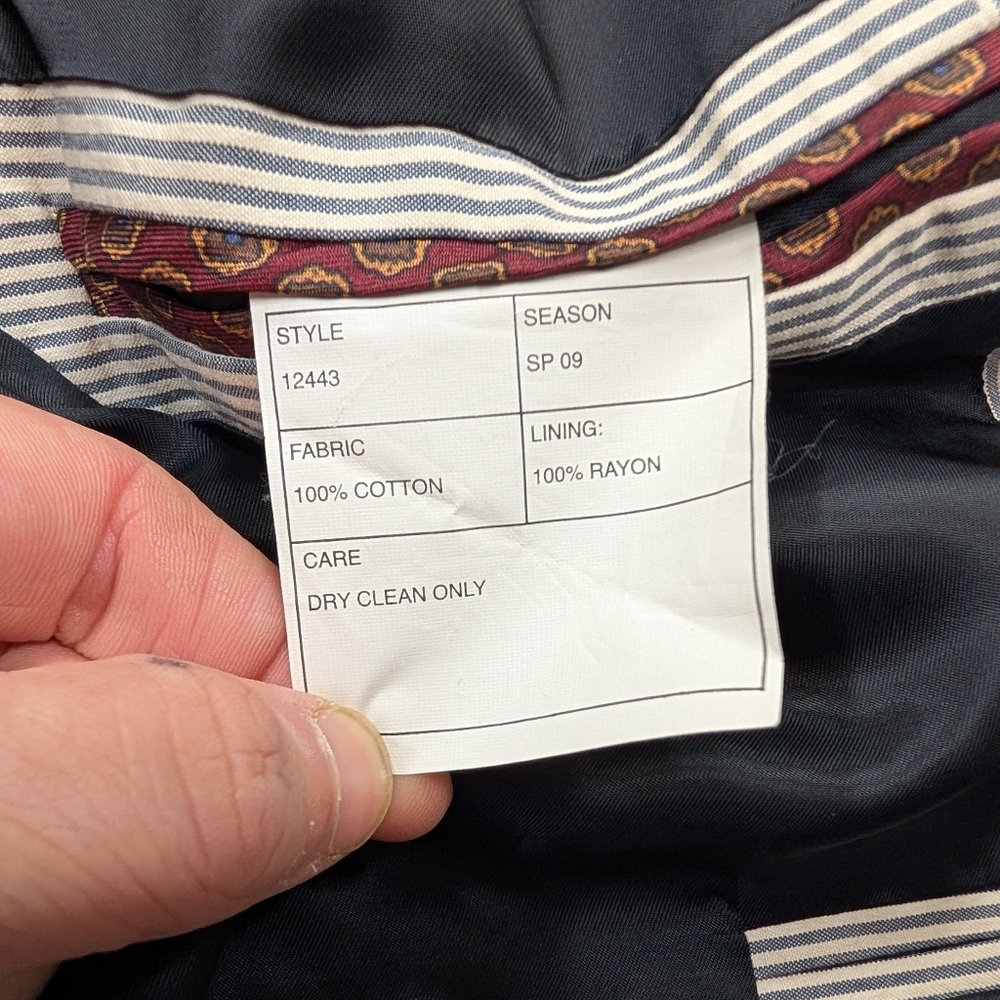 STYLE
12443
SEASON
SP 09
FABRIC
100% COTTON
LINING:
100% RAYON
CARE
DRY CLEAN ONLY